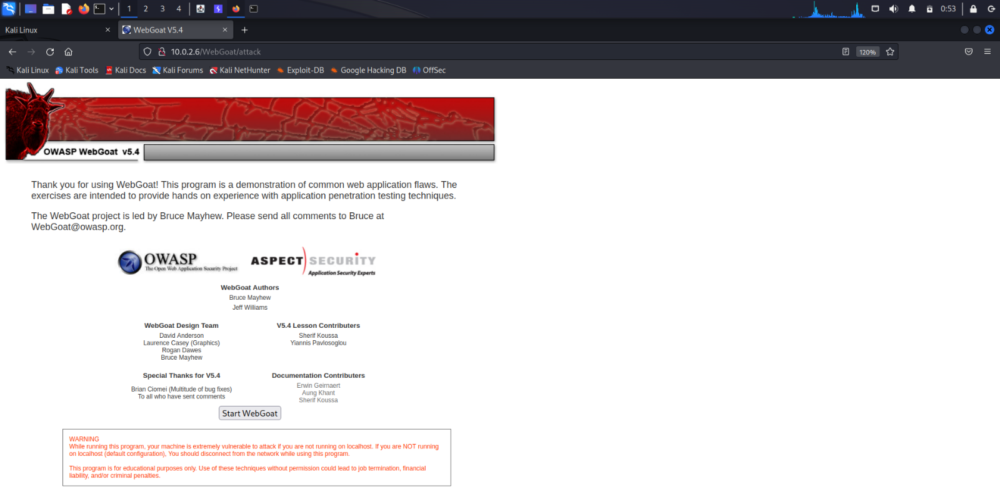 1 2 3 4 0:53
Kali Linux × WebGoat V5.4 × +
10.0.2.6/WebGoat/attack 120%
Kali Linux Kali Tools Kali Docs Kali Forums Kali NetHunter Exploit-DB Google Hacking DB OffSec
OWASP WebGoat v5.4
Thank you for using WebGoat! This program is a demonstration of common web application flaws. The
exercises are intended to provide hands on experience with application penetration testing techniques.
The WebGoat project is led by Bruce Mayhew. Please send all comments to Bruce at
WebGoat@owasp.org.
OWASP
The Open Web Application Security Project
ASPECT SECURITY
Application Security Experts
WebGoat Authors
Bruce Mayhew
Jeff Williams
WebGoat Design Team
David Anderson
Laurence Casey (Graphics)
Rogan Dawes
Bruce Mayhew
V5.4 Lesson Contributers
Sherif Koussa
Yiannis Pavlosoglou
Special Thanks for V5.4
Brian Ciomei (Multitude of bug fixes)
To all who have sent comments
Documentation Contributers
Erwin Geirnaert
Aung Khant
Sherif Koussa
Start WebGoat
WARNING
While running this program, your machine is extremely vulnerable to attack if you are not running on localhost. If you are NOT running
on localhost (default configuration), You should disconnect from the network while using this program.
This program is for educational purposes only. Use of these techniques without permission could lead to job termination, financial
liability, and/or criminal penalties.